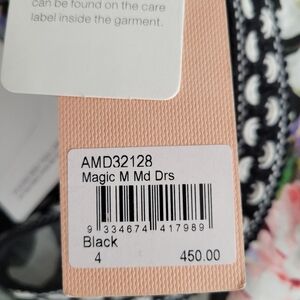 can be found on the care
label inside the garment.
AMD32128
Magic M Md Drs
9 334674 417989
Black
4 450.00